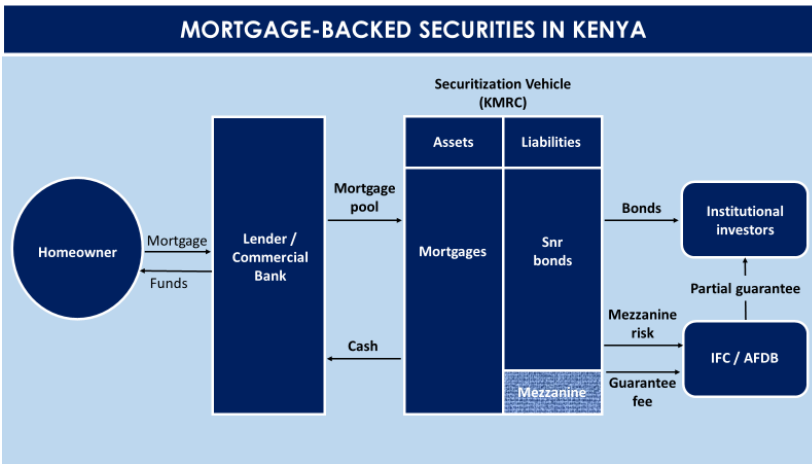 MORTGAGE-BACKED SECURITIES IN KENYA
Securitization Vehicle
(KMRC)
Assets
Liabilities
Homeowner
Mortgage
Funds
Lender /
Commercial
Bank
Mortgage
pool
Cash
Mortgages
Snr
bonds
Mezzanine
Bonds
Mezzanine
risk
Guarantee
fee
Institutional
investors
Partial guarantee
IFC / AFDB